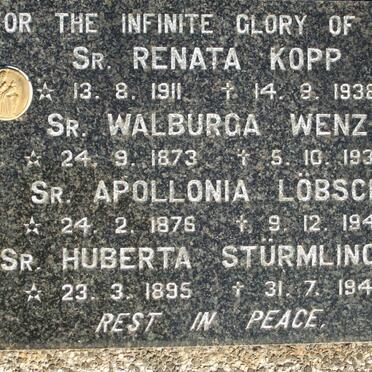 OR THE INFINITE GLORY OF
SR. RENATA KOPP
☆ 13. 8. 1911 † 14. 9. 1938
SR. WALBURGA WENZ
☆ 24. 9. 1873 † 5. 10. 193
SR. APOLLONIA LÖBSC
☆ 24. 2. 1876 † 9. 12. 194
SR. HUBERTA STÜRMLING
☆ 23. 3. 1895 † 31. 7. 194
REST IN PEACE.